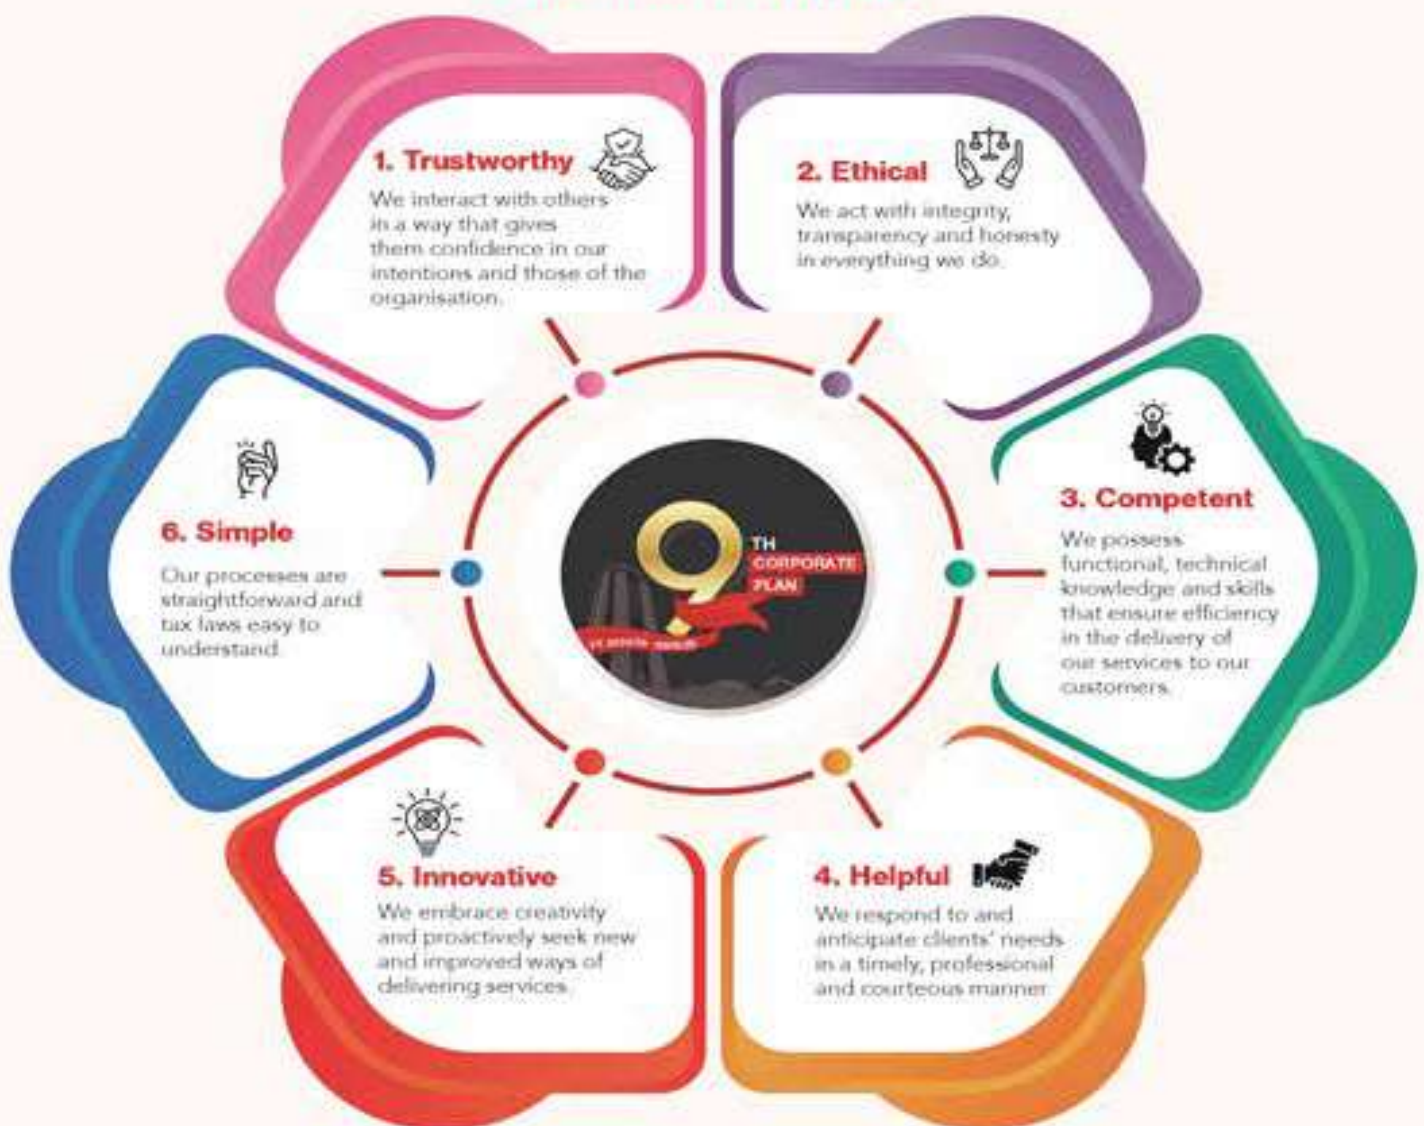 1. Trustworthy
We interact with others
in a way that gives
them confidence in our
intentions and those of the
organisation.
2. Ethical
We act with integrity,
transparency and honesty
in everything we do.
3. Competent
We possess
functional, technical
knowledge and skills
that ensure efficiency
in the delivery of
our services to our
customers.
4. Helpful
We respond to and
anticipate clients' needs
in a timely, professional
and courteous manner
5. Innovative
We embrace creativity
and proactively seek new
and improved ways of
delivering services.
6. Simple
Our processes are
straightforward and
tax laws easy to
understand.
9
TH
CORPORATE
PLAN